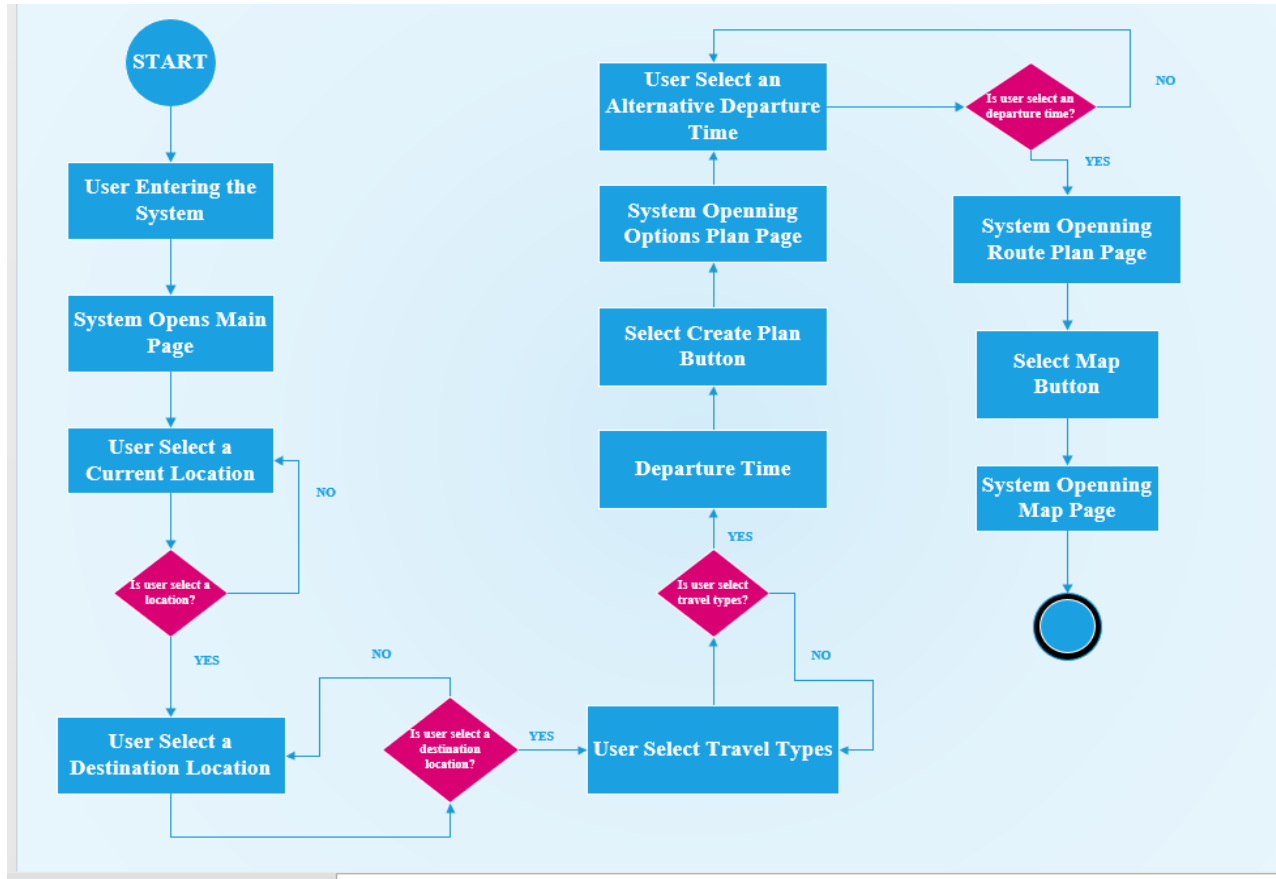 START
User Entering the
System
System Opens Main
Page
User Select a
Current Location
NO
Is user select a
location?
YES
User Select a
Destination Location
NO
Is user select a
destination
location?
YES
User Select Travel Types
NO
Is user select
travel types?
YES
Departure Time
Select Create Plan
Button
System Openning
Options Plan Page
User Select an
Alternative Departure
Time
Is user select an
departure time?
NO
YES
System Openning
Route Plan Page
Select Map
Button
System Openning
Map Page